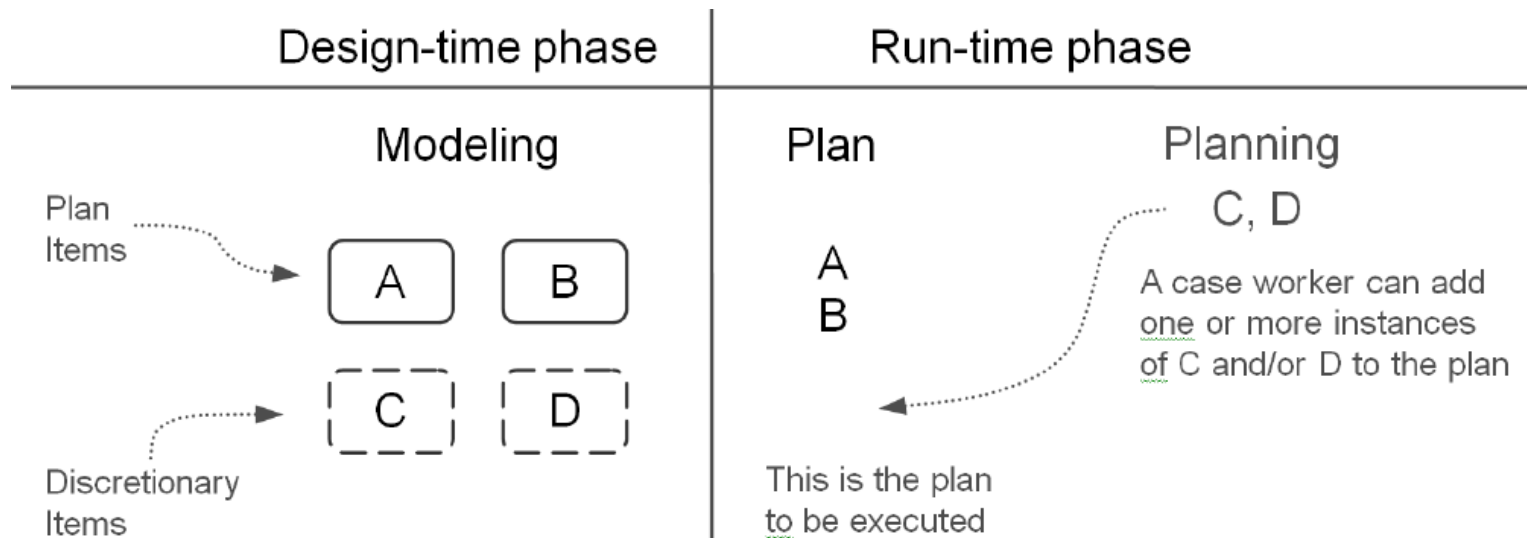 Design-time phase
Run-time phase
Modeling
Plan
Items
A
B
C
D
Discretionary
Items
Plan
A
B
This is the plan
to be executed
Planning
C, D
A case worker can add
one or more instances
of C and/or D to the plan